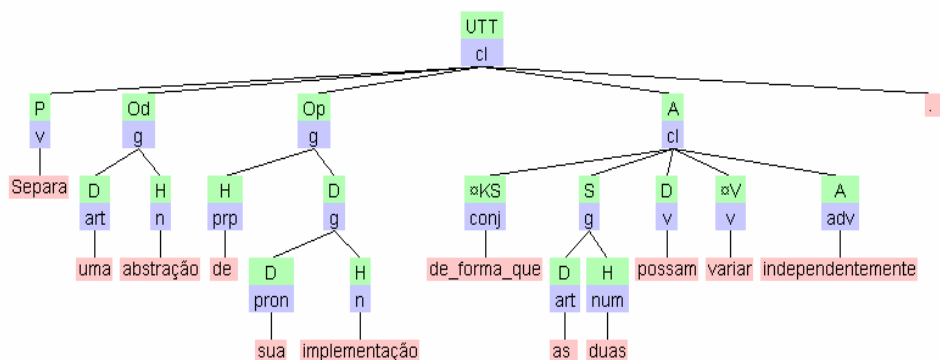 UTT
cl
P Od Op A .
v g g cl
Separa D H H D ¤KS S D ¤V A
art n prp g conj g v v adv
uma abstração de D H de_forma_que D H possam variar independentemente
pron n art num
sua implementação as duas